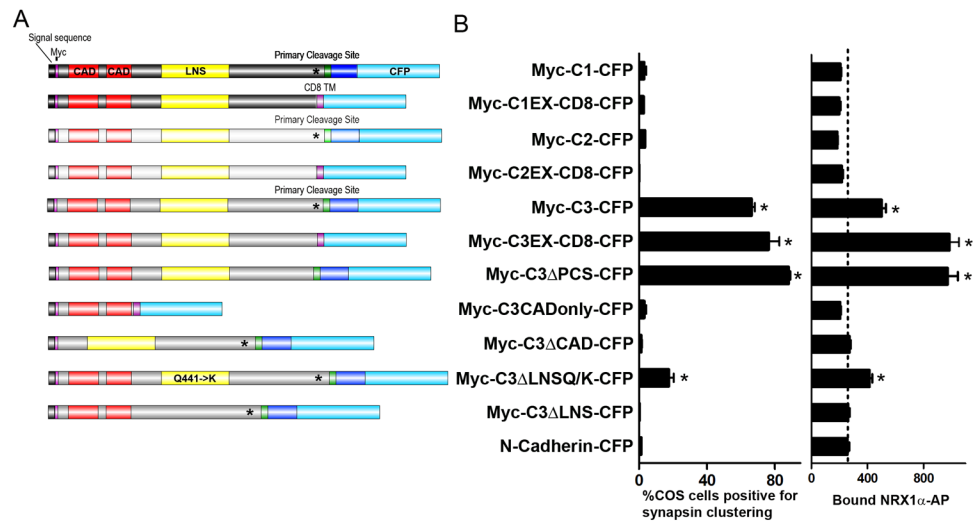 A
Signal sequence
Myc
Primary Cleavage Site
CAD CAD LNS * CFP
CD8 TM
Primary Cleavage Site
*
Primary Cleavage Site
*
*
Q441->K *
*
B
Myc-C1-CFP
Myc-C1EX-CD8-CFP
Myc-C2-CFP
Myc-C2EX-CD8-CFP
Myc-C3-CFP * *
Myc-C3EX-CD8-CFP * *
Myc-C3ΔPCS-CFP * *
Myc-C3CADonly-CFP
Myc-C3ΔCAD-CFP
Myc-C3ΔLNSQ/K-CFP * *
Myc-C3ΔLNS-CFP
N-Cadherin-CFP
0 40 80
%COS cells positive for
synapsin clustering
0 400 800
Bound NRX1α-AP